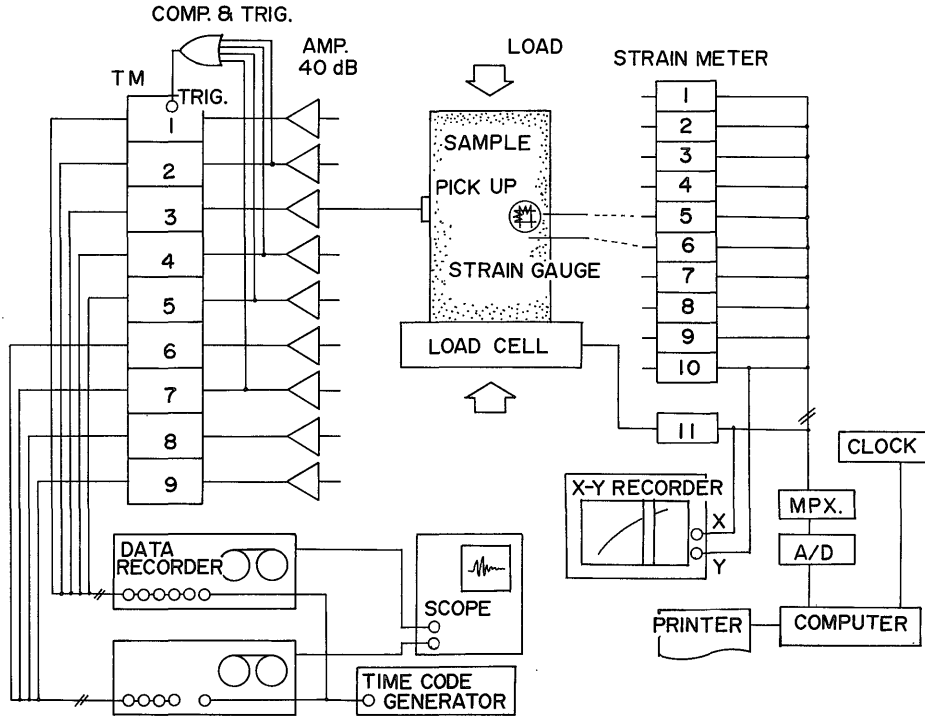 COMP. & TRIG.
AMP.
40 dB
TM
TRIG.
1
2
3
4
5
6
7
8
9
LOAD
SAMPLE
PICK UP
STRAIN GAUGE
LOAD CELL
STRAIN METER
1
2
3
4
5
6
7
8
9
10
11
X-Y RECORDER
X
Y
CLOCK
MPX.
A/D
COMPUTER
PRINTER
DATA
RECORDER
SCOPE
TIME CODE
GENERATOR